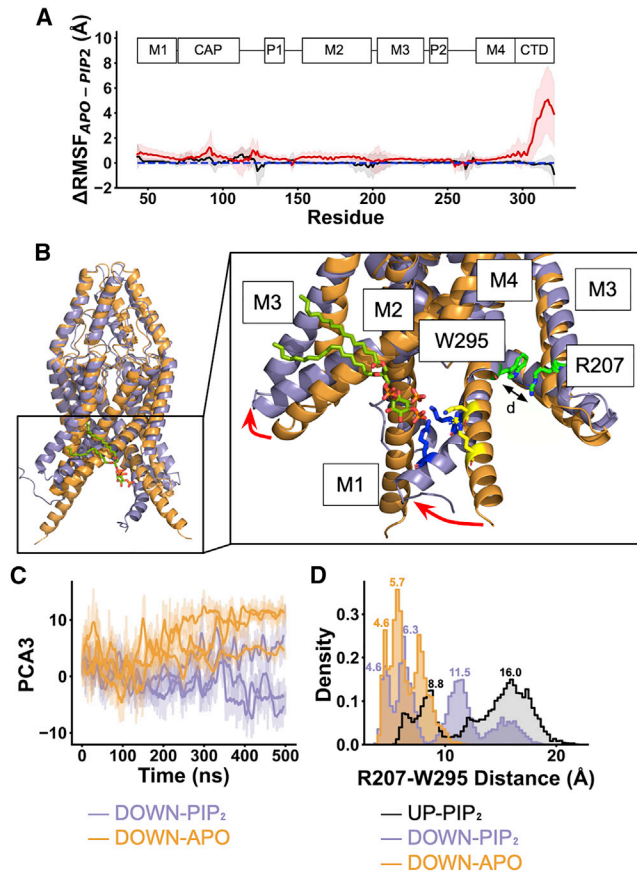 A
M1 CAP P1 M2 M3 P2 M4 CTD
ΔRMSF_APO – PIP2 (Å)
10
8
6
4
2
0
−2
50 100 150 200 250 300
Residue
B
M3
M2
M4
M3
W295
R207
d
M1
C
PCA3
10
0
−10
0 100 200 300 400 500
Time (ns)
DOWN-PIP₂
DOWN-APO
D
Density
0.3
0.2
0.1
0.0
5.7
4.6
6.3
4.6
11.5
8.8
16.0
10 20
R207-W295 Distance (Å)
UP-PIP₂
DOWN-PIP₂
DOWN-APO